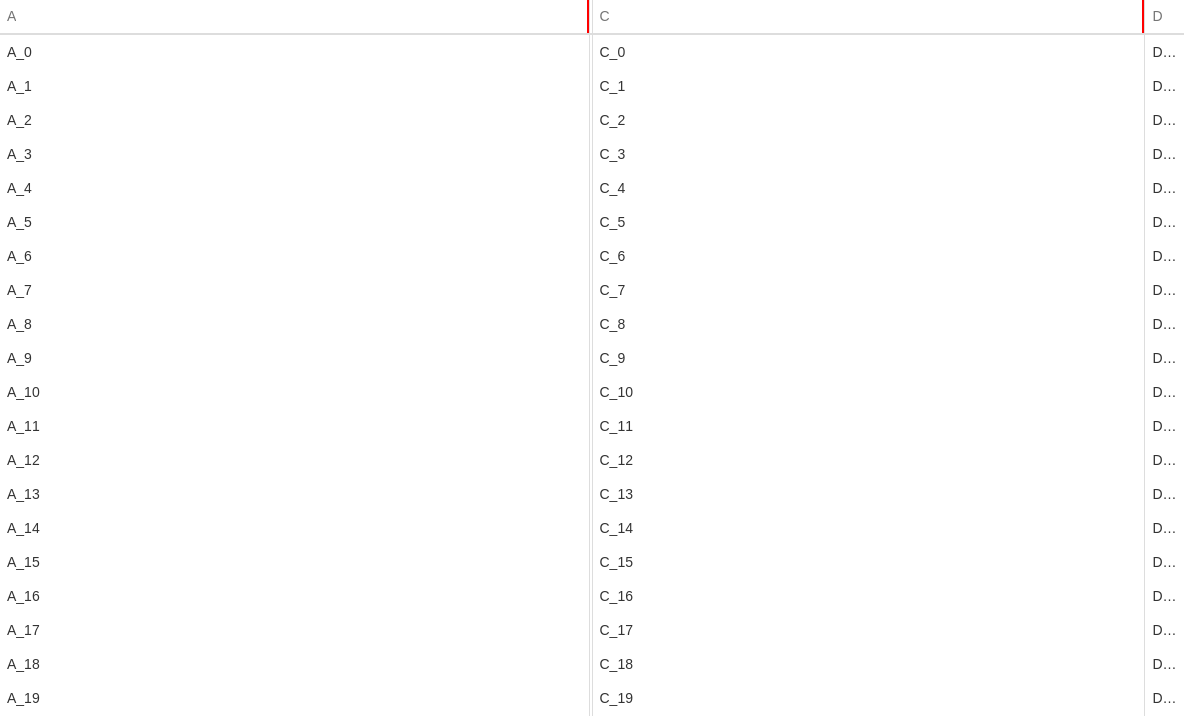 A C D
A_0 C_0 D…
A_1 C_1 D…
A_2 C_2 D…
A_3 C_3 D…
A_4 C_4 D…
A_5 C_5 D…
A_6 C_6 D…
A_7 C_7 D…
A_8 C_8 D…
A_9 C_9 D…
A_10 C_10 D…
A_11 C_11 D…
A_12 C_12 D…
A_13 C_13 D…
A_14 C_14 D…
A_15 C_15 D…
A_16 C_16 D…
A_17 C_17 D…
A_18 C_18 D…
A_19 C_19 D…